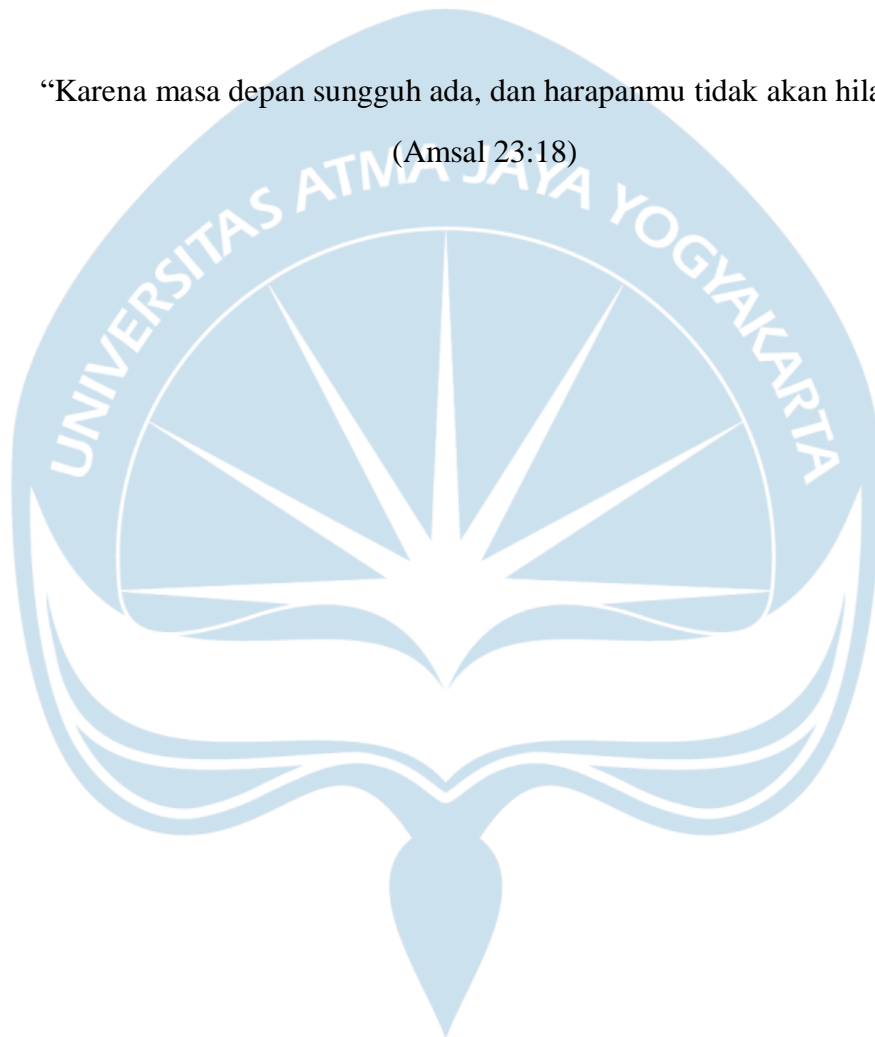 “Karena masa depan sungguh ada, dan harapanmu tidak akan hila
(Amsal 23:18)
UNIVERSITAS ATMA JAYA YOGYAKARTA